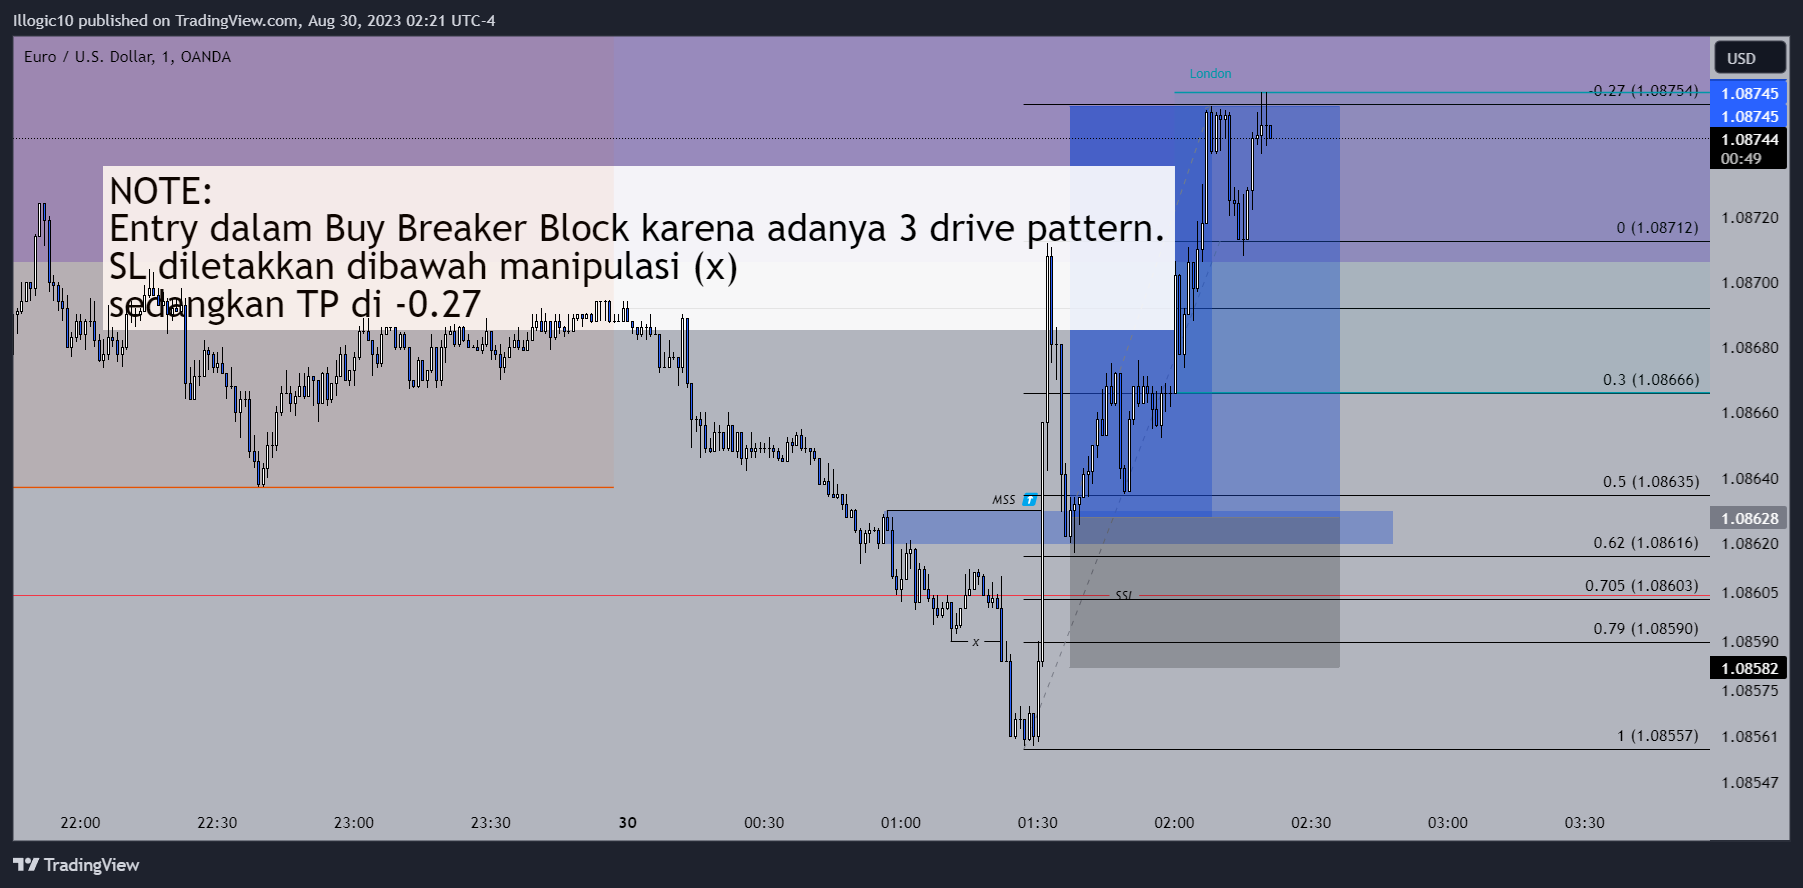 Illogic10 published on TradingView.com, Aug 30, 2023 02:21 UTC-4
Euro / U.S. Dollar, 1, OANDA
USD
London
-0.27 (1.08754)
1.08745
1.08745
1.08744
00:49
NOTE:
Entry dalam Buy Breaker Block karena adanya 3 drive pattern.
SL diletakkan dibawah manipulasi (x)
sedangkan TP di -0.27
0 (1.08712)
1.08720
1.08700
1.08680
0.3 (1.08666)
1.08660
0.5 (1.08635)
1.08640
MSS
1.08628
0.62 (1.08616)
1.08620
0.705 (1.08603)
1.08605
SSL
0.79 (1.08590)
1.08590
x
1.08582
1.08575
1 (1.08557)
1.08561
1.08547
22:00 22:30 23:00 23:30 30 00:30 01:00 01:30 02:00 02:30 03:00 03:30
TradingView